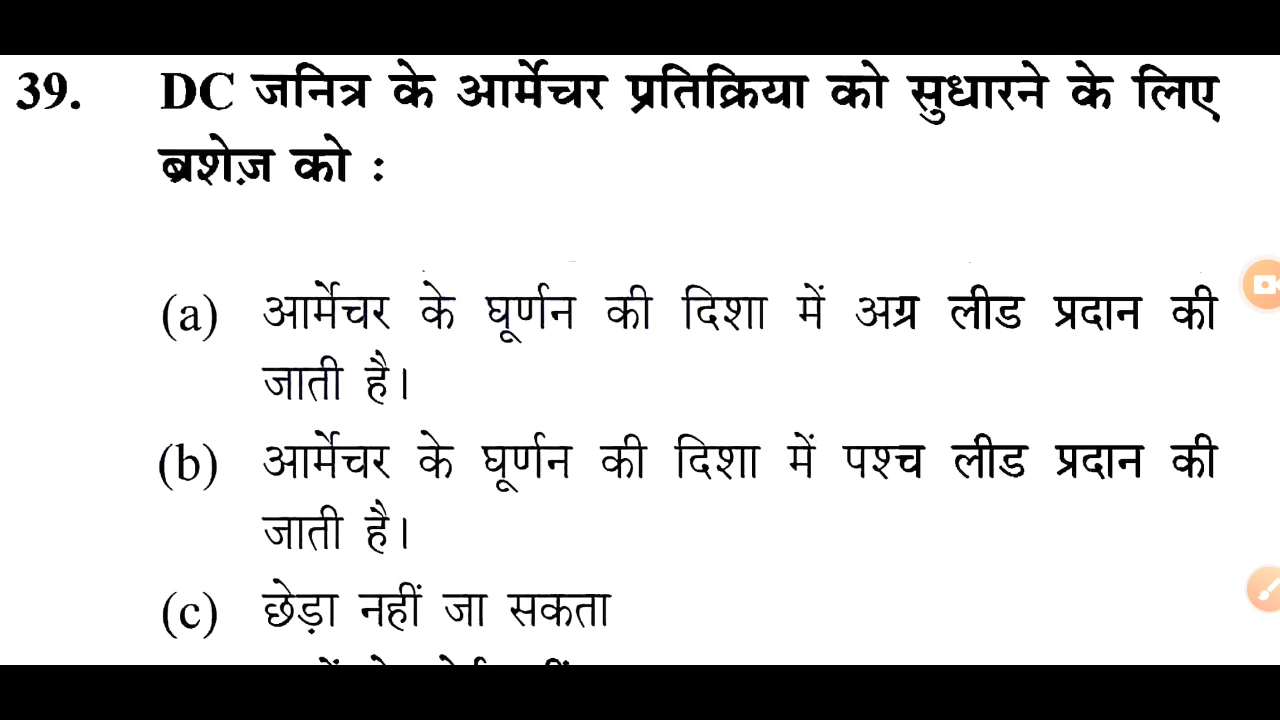 39. DC जनित्र के आर्मेचर प्रतिक्रिया को सुधारने के लिए
ब्रशेज़ को :
(a) आर्मेचर के घूर्णन की दिशा में अग्र लीड प्रदान की
जाती है।
(b) आर्मेचर के घूर्णन की दिशा में पश्च लीड प्रदान की
जाती है।
(c) छेड़ा नहीं जा सकता